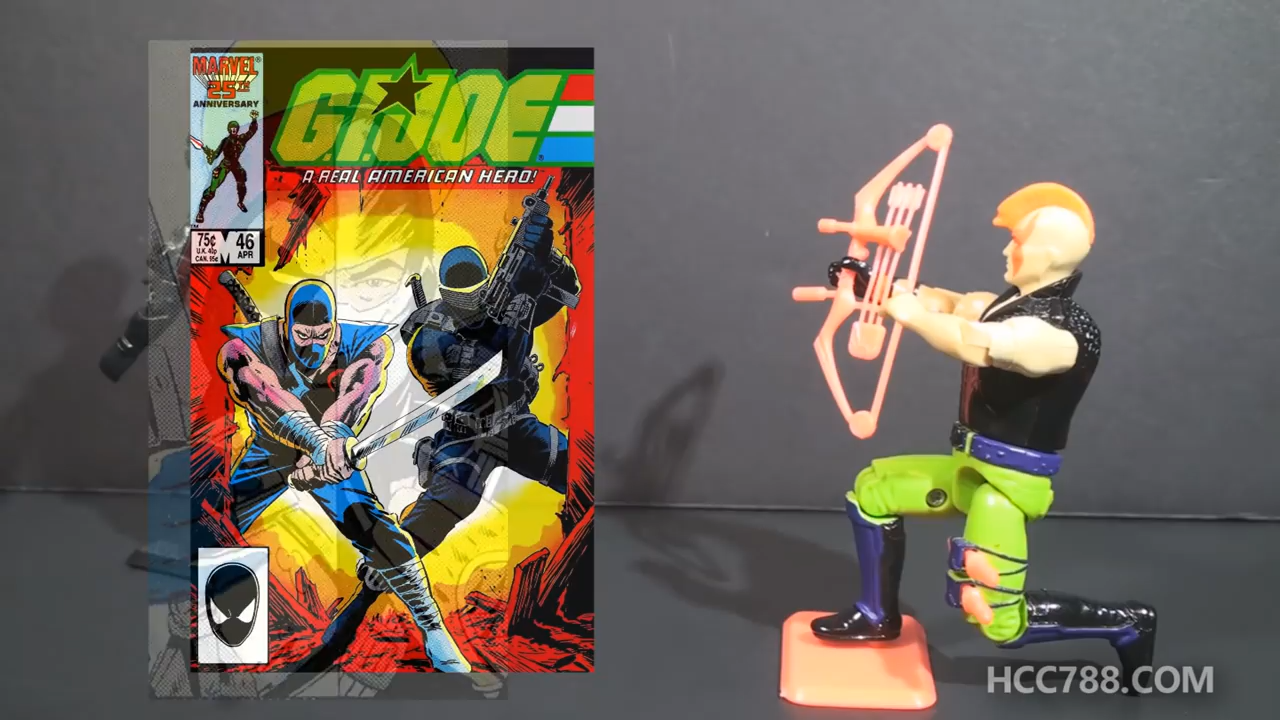 MARVEL®
25TH
ANNIVERSARY
G.I.JOE
A REAL AMERICAN HERO!
75¢
U.K. 40p
CAN. 95¢
46
APR
HCC788.COM